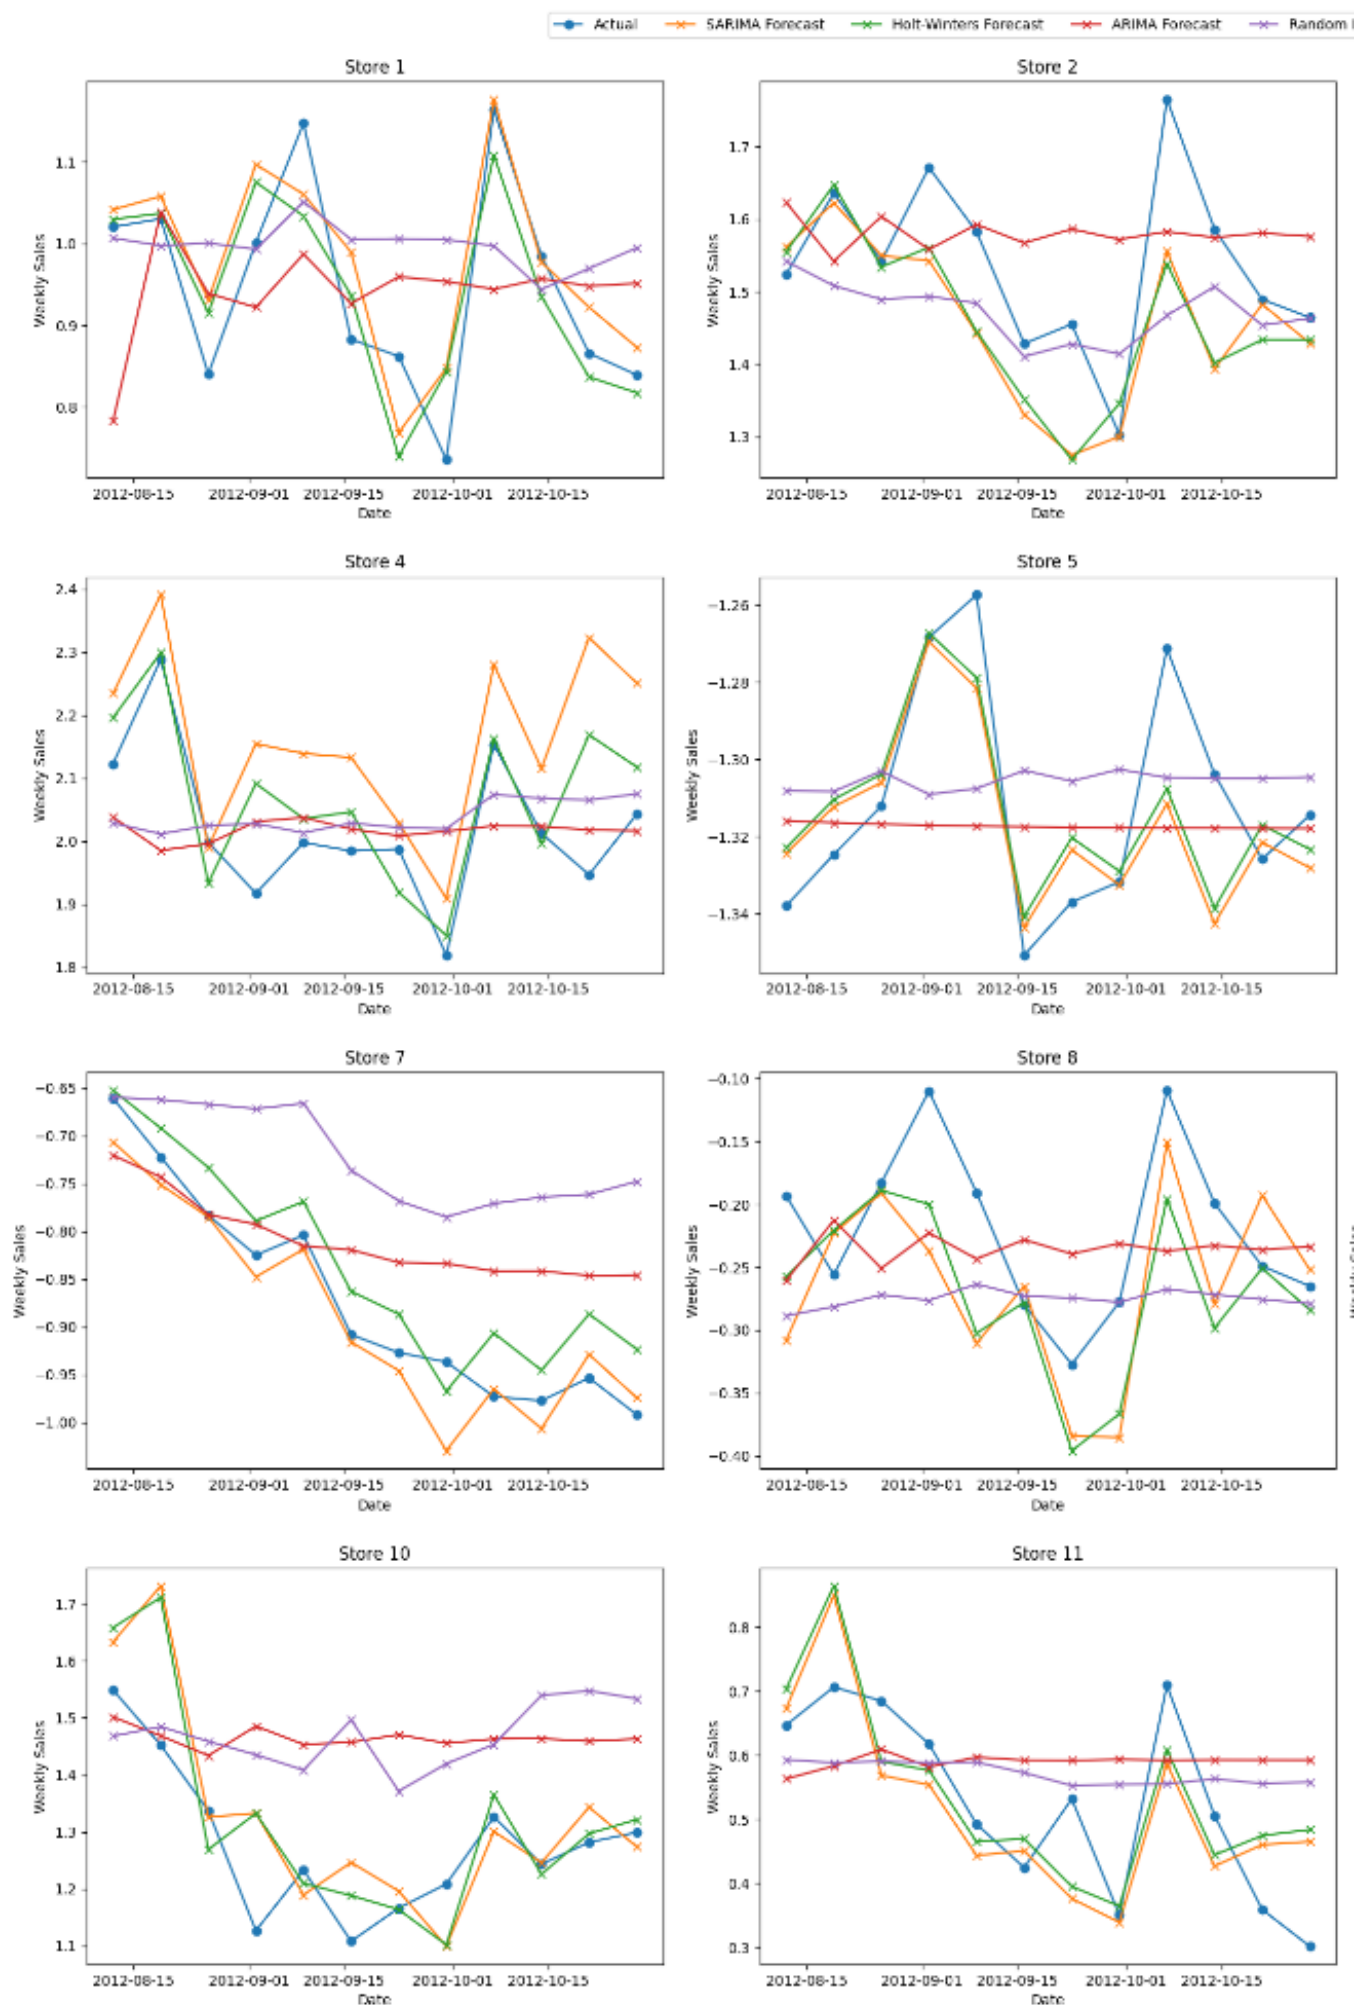 Actual SARIMA Forecast Holt-Winters Forecast ARIMA Forecast Random
Store 1
Weekly Sales
1.1
1.0
0.9
0.8
2012-08-15 2012-09-01 2012-09-15 2012-10-01 2012-10-15
Date
Store 2
Weekly Sales
1.7
1.6
1.5
1.4
1.3
2012-08-15 2012-09-01 2012-09-15 2012-10-01 2012-10-15
Date
Store 4
Weekly Sales
2.4
2.3
2.2
2.1
2.0
1.9
1.8
2012-08-15 2012-09-01 2012-09-15 2012-10-01 2012-10-15
Date
Store 5
Weekly Sales
−1.26
−1.28
−1.30
−1.32
−1.34
2012-08-15 2012-09-01 2012-09-15 2012-10-01 2012-10-15
Date
Store 7
Weekly Sales
−0.65
−0.70
−0.75
−0.80
−0.85
−0.90
−0.95
−1.00
2012-08-15 2012-09-01 2012-09-15 2012-10-01 2012-10-15
Date
Store 8
Weekly Sales
−0.10
−0.15
−0.20
−0.25
−0.30
−0.35
−0.40
2012-08-15 2012-09-01 2012-09-15 2012-10-01 2012-10-15
Date
Store 10
Weekly Sales
1.7
1.6
1.5
1.4
1.3
1.2
1.1
2012-08-15 2012-09-01 2012-09-15 2012-10-01 2012-10-15
Date
Store 11
Weekly Sales
0.8
0.7
0.6
0.5
0.4
0.3
2012-08-15 2012-09-01 2012-09-15 2012-10-01 2012-10-15
Date